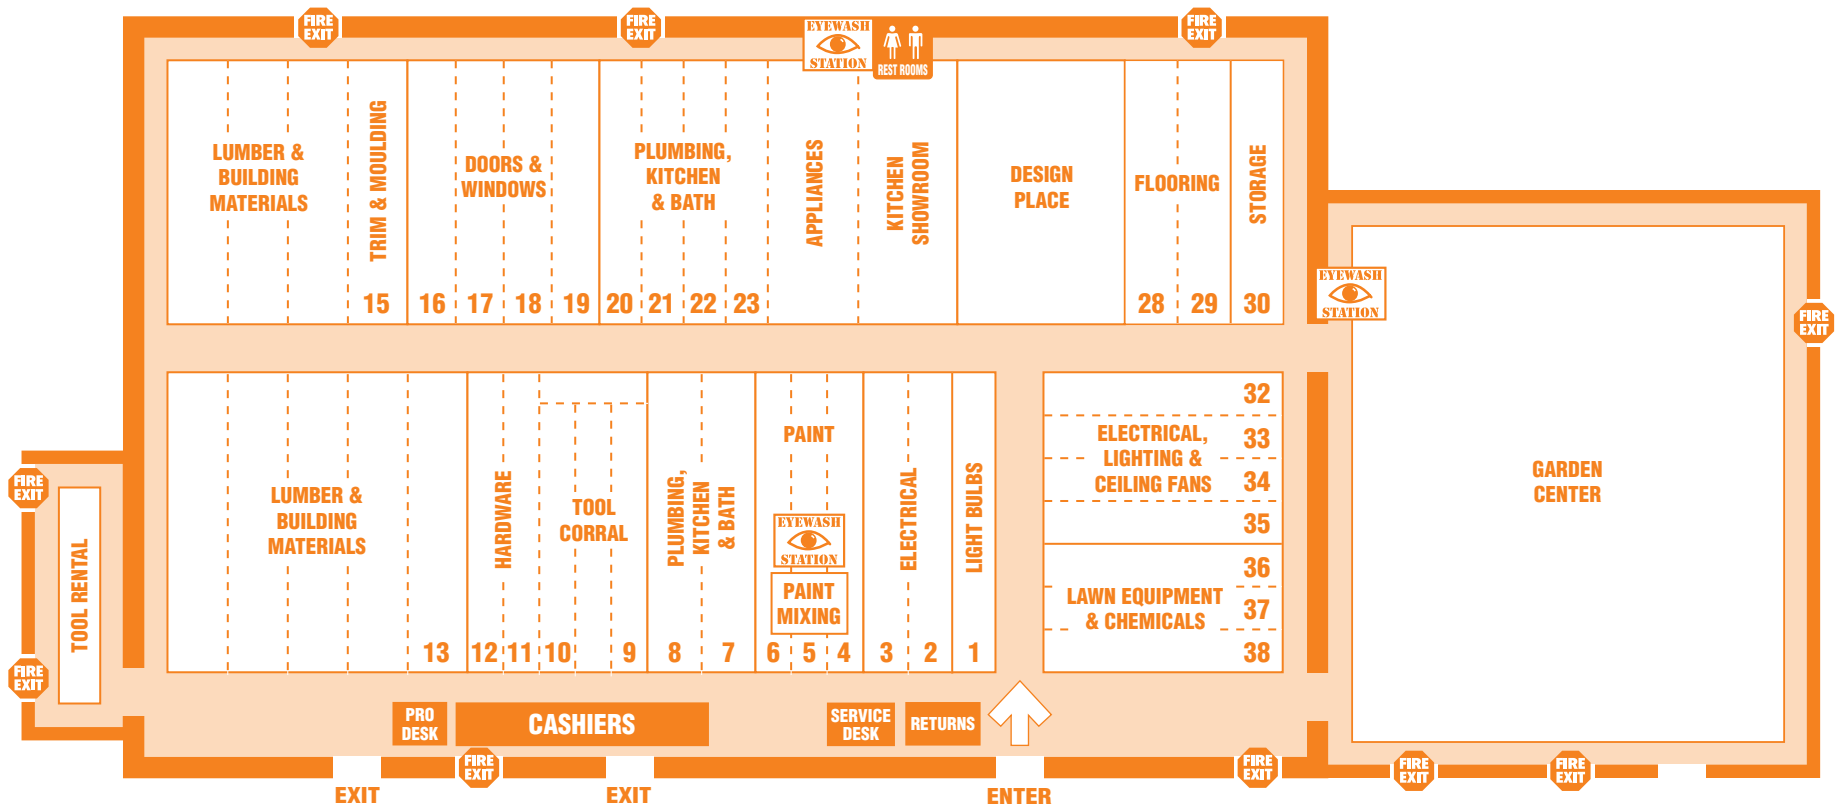 FIRE
EXIT
FIRE
EXIT
EYEWASH
STATION
REST ROOMS
FIRE
EXIT
LUMBER &
BUILDING
MATERIALS
TRIM & MOULDING
DOORS &
WINDOWS
PLUMBING,
KITCHEN
& BATH
APPLIANCES
KITCHEN
SHOWROOM
DESIGN
PLACE
FLOORING
STORAGE
15
16
17
18
19
20
21
22
23
28
29
30
EYEWASH
STATION
FIRE
EXIT
LUMBER &
BUILDING
MATERIALS
HARDWARE
TOOL
CORRAL
PLUMBING,
KITCHEN
& BATH
PAINT
EYEWASH
STATION
PAINT
MIXING
ELECTRICAL
LIGHT BULBS
13
12
11
10
9
8
7
6
5
4
3
2
1
32
33
34
35
ELECTRICAL,
LIGHTING &
CEILING FANS
36
37
38
LAWN EQUIPMENT
& CHEMICALS
GARDEN
CENTER
FIRE
EXIT
TOOL RENTAL
FIRE
EXIT
PRO
DESK
CASHIERS
SERVICE
DESK
RETURNS
FIRE
EXIT
FIRE
EXIT
FIRE
EXIT
FIRE
EXIT
EXIT
EXIT
ENTER